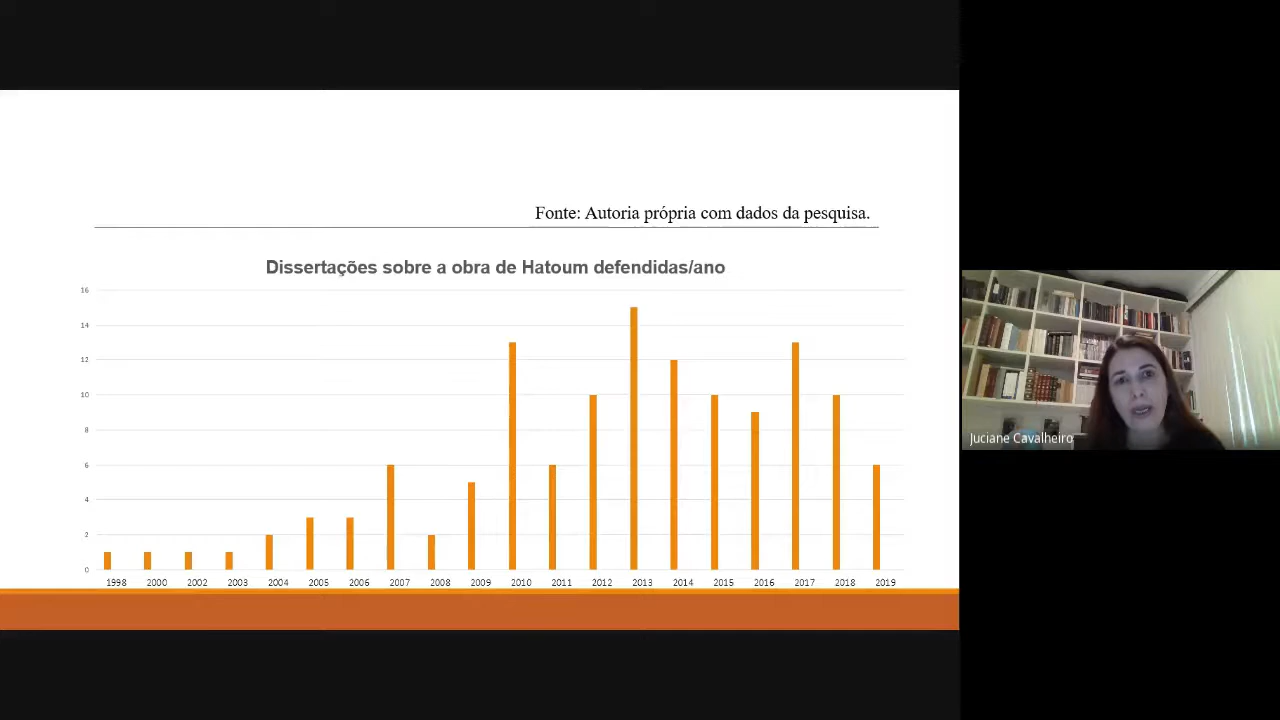 Fonte: Autoria própria com dados da pesquisa.
Dissertações sobre a obra de Hatoum defendidas/ano
16
14
12
10
8
6
4
2
0
1998 2000 2002 2003 2004 2005 2006 2007 2008 2009 2010 2011 2012 2013 2014 2015 2016 2017 2018 2019
Juciane Cavalheiro